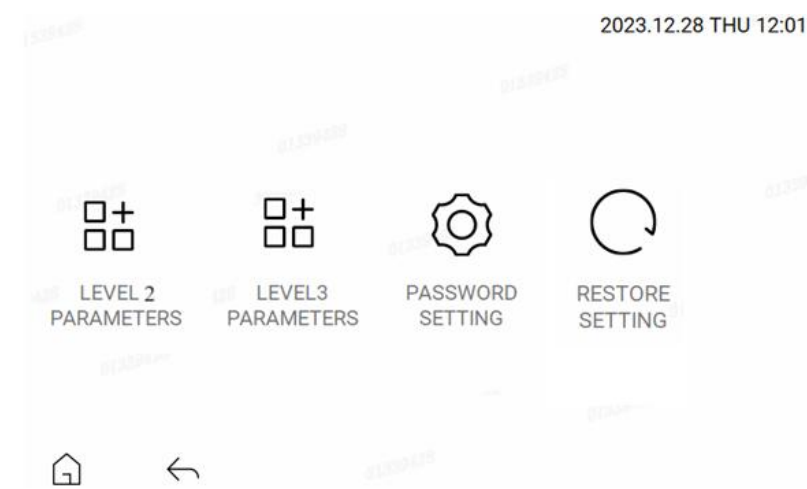 2023.12.28 THU 12:01
LEVEL 2
PARAMETERS
LEVEL3
PARAMETERS
PASSWORD
SETTING
RESTORE
SETTING